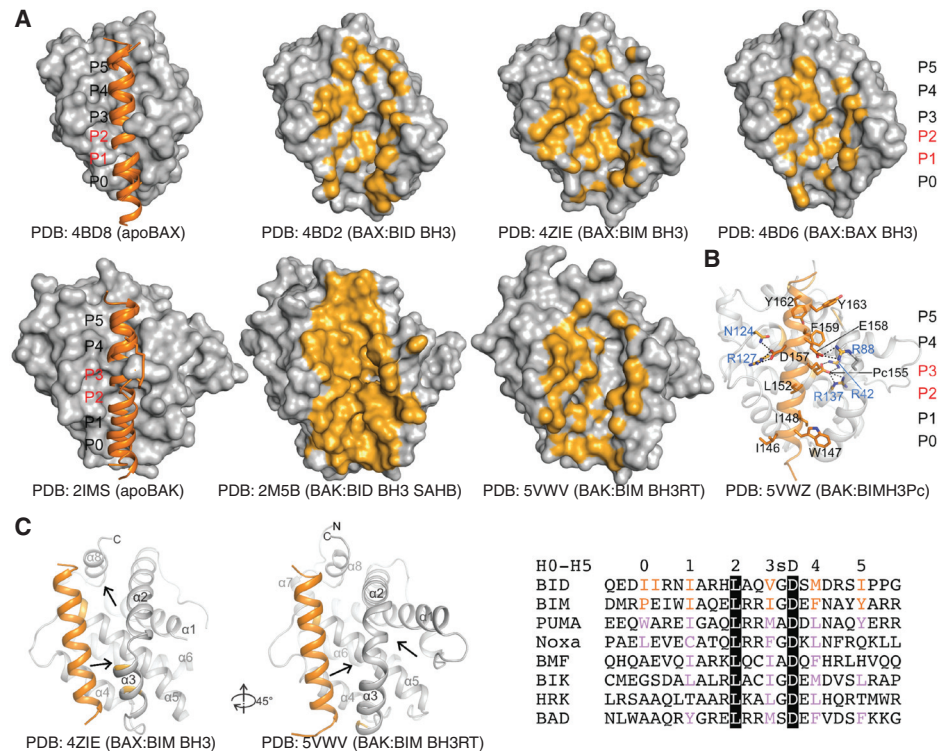 A
P5
P4
P3
P2
P1
P0
PDB: 4BD8 (apoBAX)
PDB: 4BD2 (BAX:BID BH3)
PDB: 4ZIE (BAX:BIM BH3)
PDB: 4BD6 (BAX:BAX BH3)
P5
P4
P3
P2
P1
P0
P5
P4
P3
P2
P1
P0
PDB: 2IMS (apoBAK)
PDB: 2M5B (BAK:BID BH3 SAHB)
PDB: 5VWV (BAK:BIM BH3RT)
B
Y162
Y163
N124
F159
E158
R127
D157
R88
Pc155
L152
R137
R42
I148
I146
W147
PDB: 5VWZ (BAK:BIMH3Pc)
P5
P4
P3
P2
P1
P0
C
C
α8
α2
α1
α6
α3
α4
α5
PDB: 4ZIE (BAX:BIM BH3)
45°
N
C
α8
α7
α2
α1
α6
α4
α3
α5
PDB: 5VWV (BAK:BIM BH3RT)
H0-H5 0 1 2 3sD 4 5
BID QEDIIRNIARHLAQVGDSMDRSIPPG
BIM DMRPEIWIAQELRRIGDEFNAYYARR
PUMA EEQWAREIGAQLRRMADDLNAQYERR
Noxa PAELEVECATQLRRFGDKLNFRQKLL
BMF QHQAEVQIARKLQCIADQFHRLHVQQ
BIK CMEGSDALALRLACIGDEMDVSLRAP
HRK LRSAAQLTAARLKALGDELHQRTMWR
BAD NLWAAQRYGRELRRMSDEFVDSFKKG